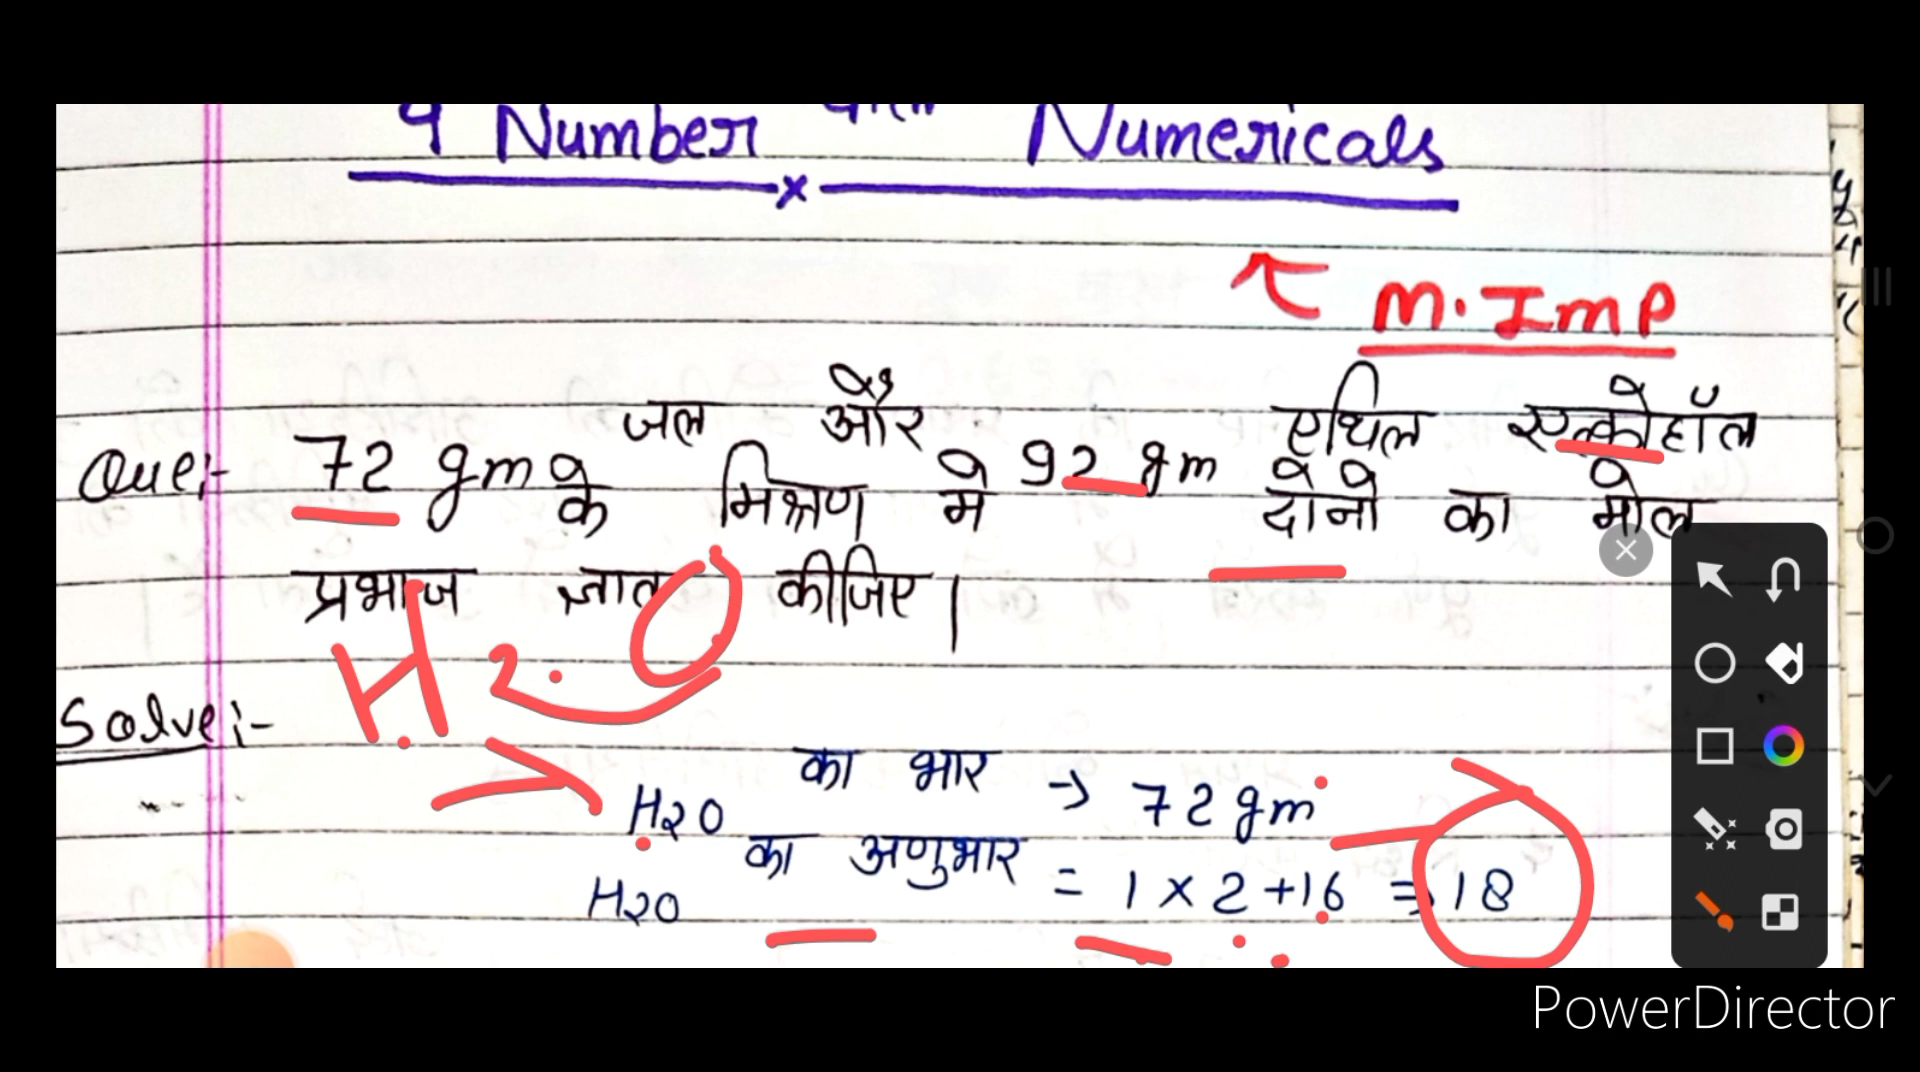 4 Number वाला Numericals
M. Imp
Que:- 72 gm जल और 92 gm एथिल एल्कोहॉल
के मिश्रण मे दोनो का मोल
प्रभाज ज्ञात कीजिए।
H2O
Solve:-
H2O का भार → 72 gm
H2O का अणुभार = 1 × 2 + 16 => 18
PowerDirector